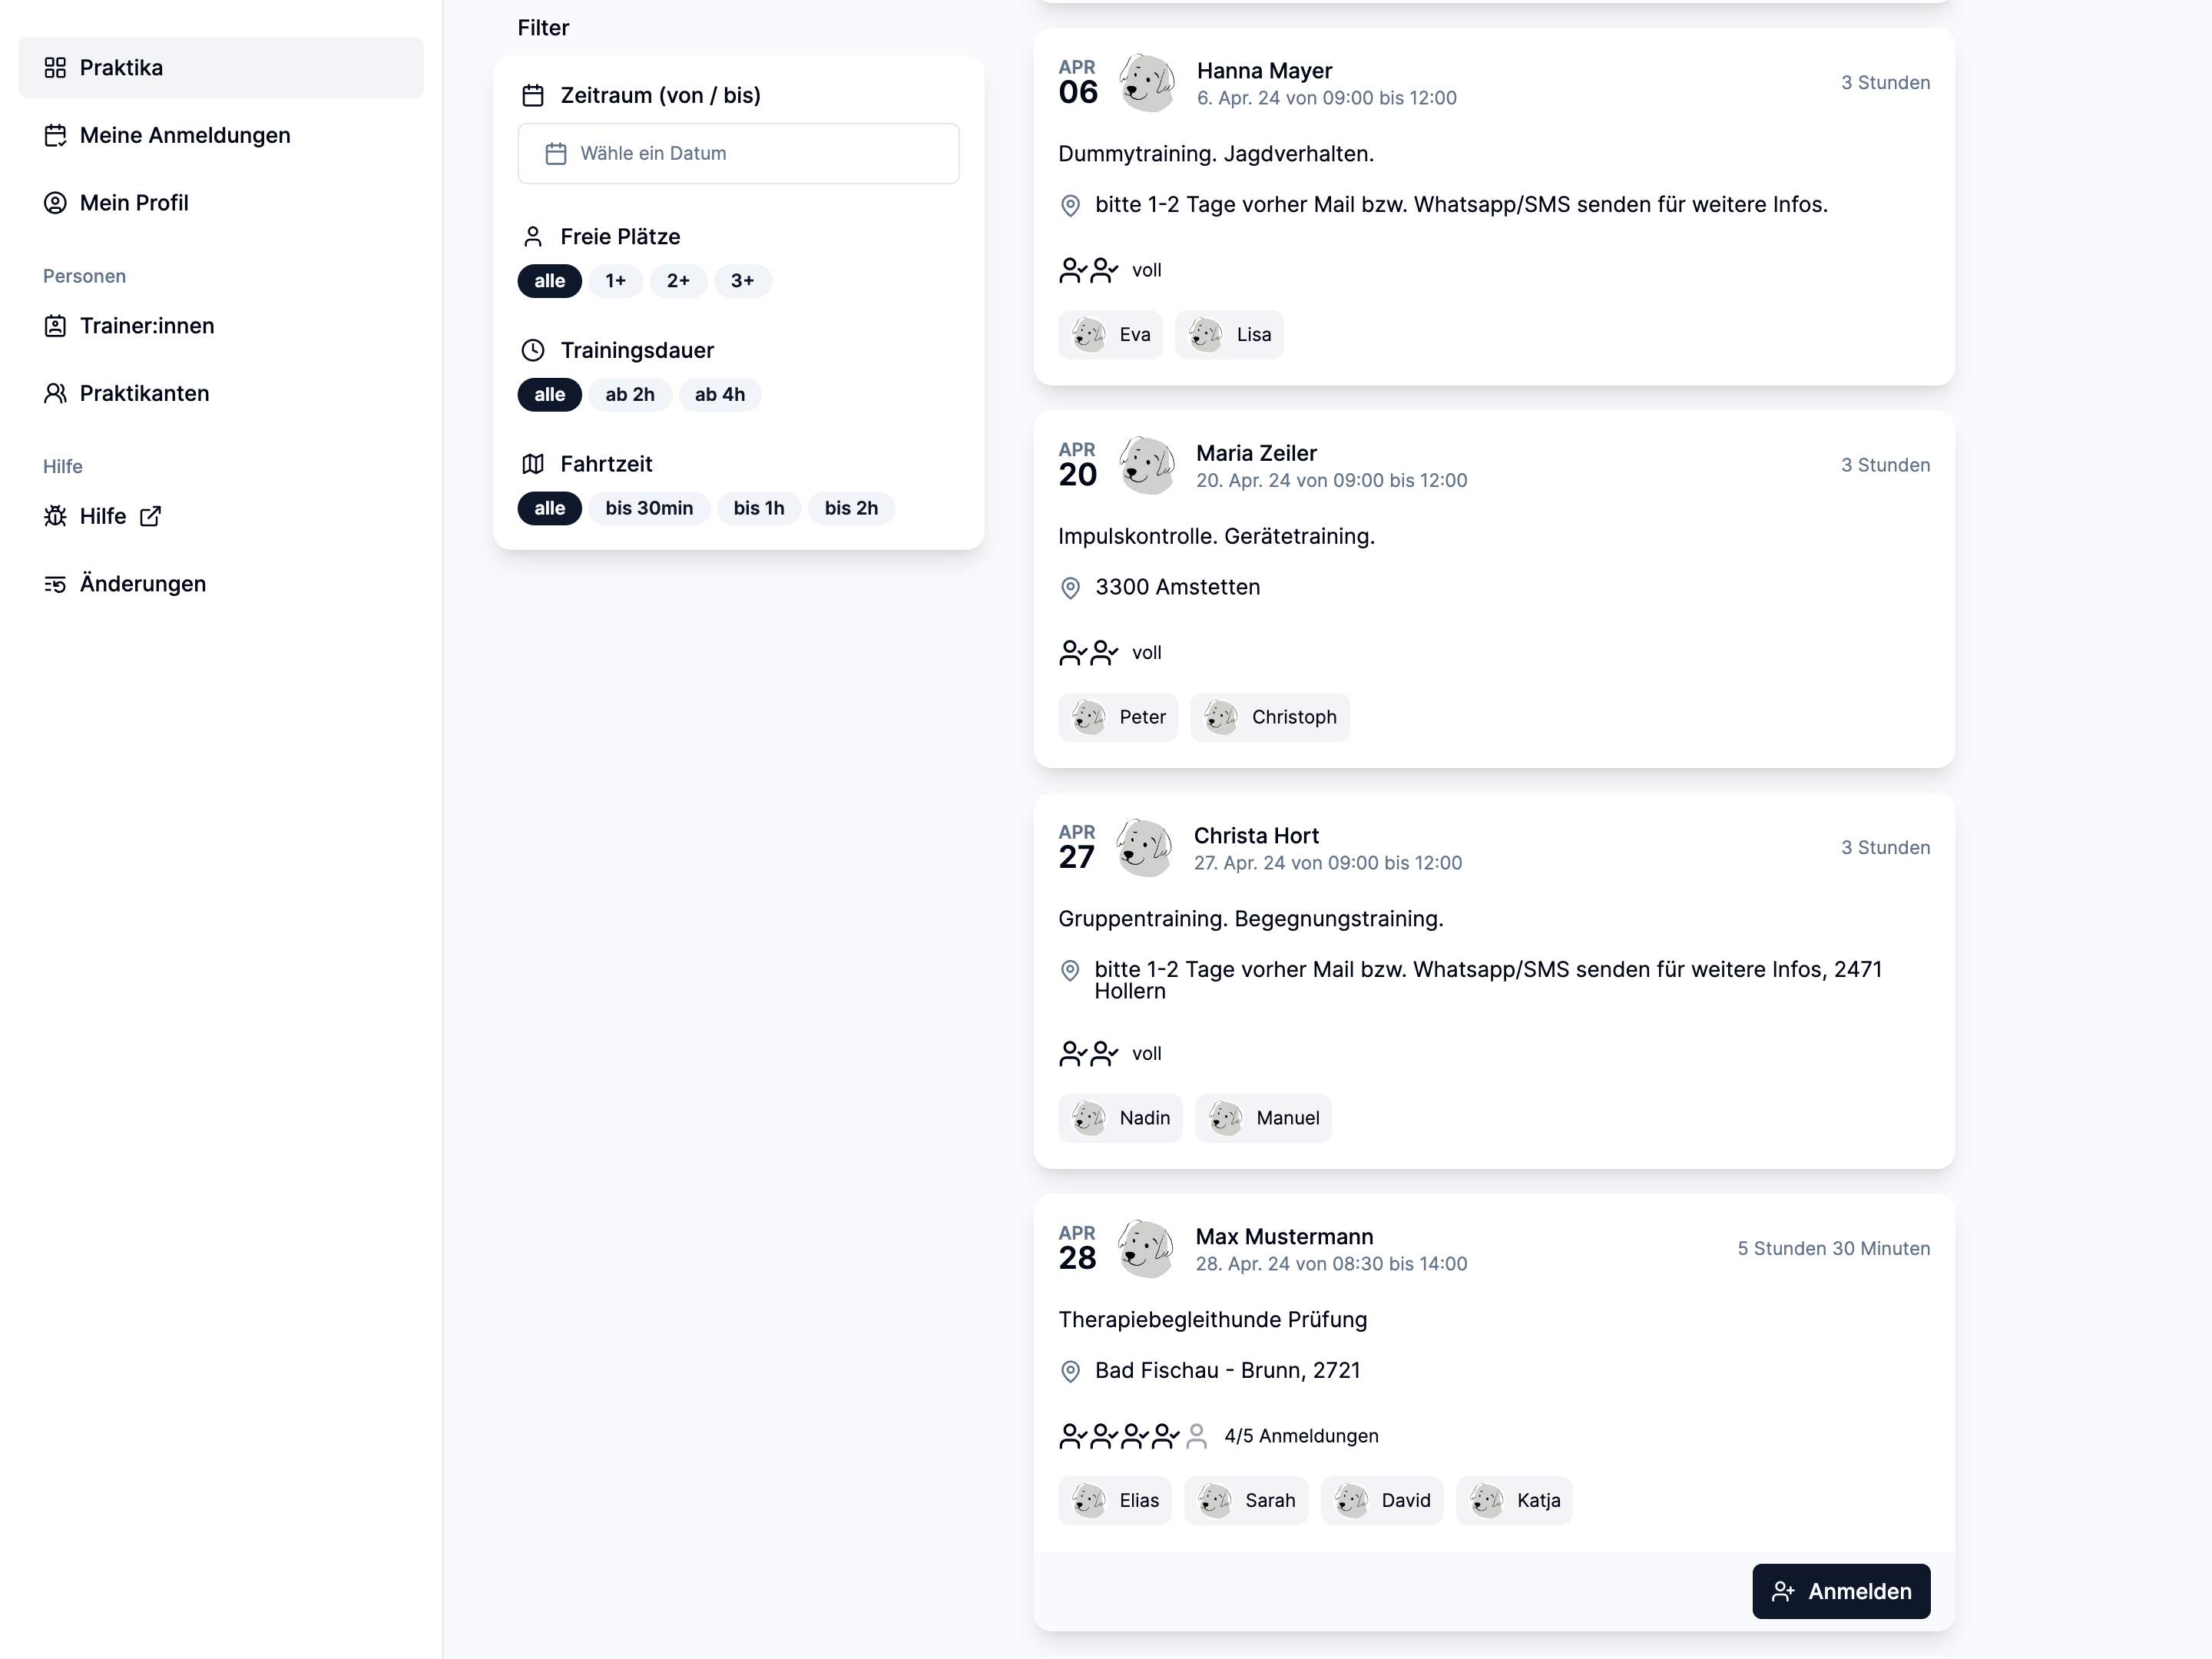 Praktika
Meine Anmeldungen
Mein Profil
Personen
Trainer:innen
Praktikanten
Hilfe
Hilfe
Änderungen
Filter
Zeitraum (von / bis)
Wähle ein Datum
Freie Plätze
alle 1+ 2+ 3+
Trainingsdauer
alle ab 2h ab 4h
Fahrtzeit
alle bis 30min bis 1h bis 2h
APR
06
Hanna Mayer
6. Apr. 24 von 09:00 bis 12:00
3 Stunden
Dummytraining. Jagdverhalten.
bitte 1-2 Tage vorher Mail bzw. Whatsapp/SMS senden für weitere Infos.
voll
Eva Lisa
APR
20
Maria Zeiler
20. Apr. 24 von 09:00 bis 12:00
3 Stunden
Impulskontrolle. Gerätetraining.
3300 Amstetten
voll
Peter Christoph
APR
27
Christa Hort
27. Apr. 24 von 09:00 bis 12:00
3 Stunden
Gruppentraining. Begegnungstraining.
bitte 1-2 Tage vorher Mail bzw. Whatsapp/SMS senden für weitere Infos, 2471
Hollern
voll
Nadin Manuel
APR
28
Max Mustermann
28. Apr. 24 von 08:30 bis 14:00
5 Stunden 30 Minuten
Therapiebegleithunde Prüfung
Bad Fischau - Brunn, 2721
4/5 Anmeldungen
Elias Sarah David Katja
Anmelden